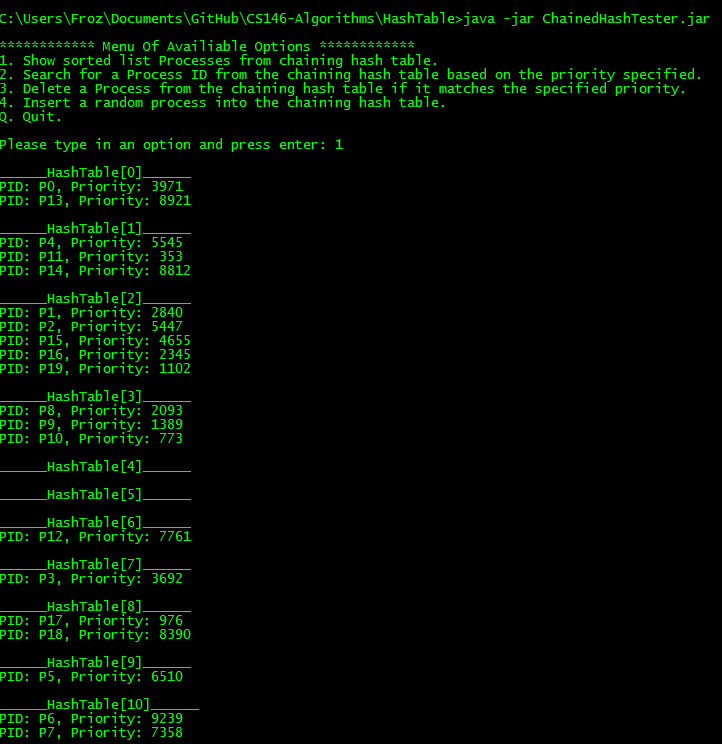 C:\Users\Froz\Documents\GitHub\CS146-Algorithms\HashTable>java -jar ChainedHashTester.jar
************ Menu Of Availiable Options ************
1. Show sorted list Processes from chaining hash table.
2. Search for a Process ID from the chaining hash table based on the priority specified.
3. Delete a Process from the chaining hash table if it matches the specified priority.
4. Insert a random process into the chaining hash table.
Q. Quit.
Please type in an option and press enter: 1
______HashTable[0]______
PID: P0, Priority: 3971
PID: P13, Priority: 8921
______HashTable[1]______
PID: P4, Priority: 5545
PID: P11, Priority: 353
PID: P14, Priority: 8812
______HashTable[2]______
PID: P1, Priority: 2840
PID: P2, Priority: 5447
PID: P15, Priority: 4655
PID: P16, Priority: 2345
PID: P19, Priority: 1102
______HashTable[3]______
PID: P8, Priority: 2093
PID: P9, Priority: 1389
PID: P10, Priority: 773
______HashTable[4]______
______HashTable[5]______
______HashTable[6]______
PID: P12, Priority: 7761
______HashTable[7]______
PID: P3, Priority: 3692
______HashTable[8]______
PID: P17, Priority: 976
PID: P18, Priority: 8390
______HashTable[9]______
PID: P5, Priority: 6510
______HashTable[10]______
PID: P6, Priority: 9239
PID: P7, Priority: 7358